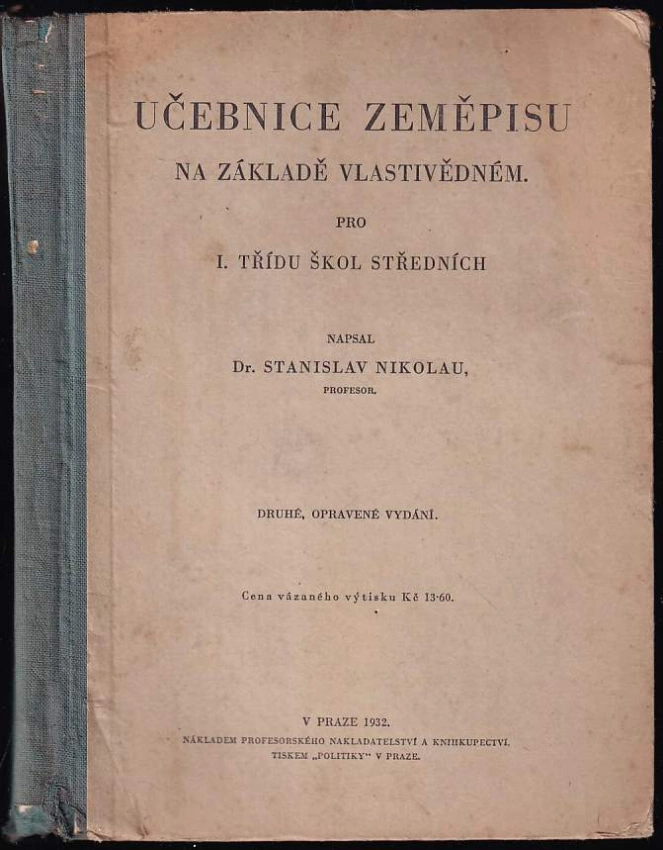 UČEBNICE ZEMĚPISU
NA ZÁKLADĚ VLASTIVĚDNÉM.
PRO
I. TŘÍDU ŠKOL STŘEDNÍCH
NAPSAL
Dr. STANISLAV NIKOLAU,
PROFESOR.
DRUHÉ, OPRAVENÉ VYDÁNÍ.
Cena vázaného výtisku Kč 13·60.
V PRAZE 1932.
NÁKLADEM PROFESORSKÉHO NAKLADATELSTVÍ A KNIHKUPECTVÍ.
TISKEM „POLITIKY“ V PRAZE.